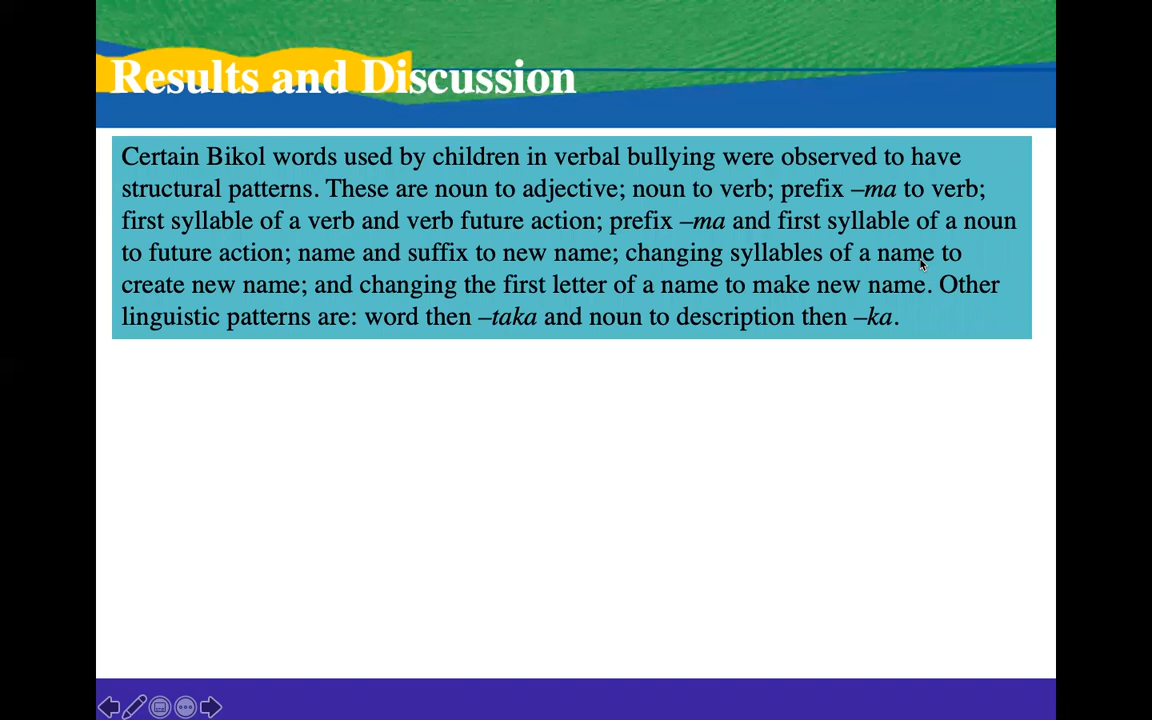 Results and Discussion
Certain Bikol words used by children in verbal bullying were observed to have
structural patterns. These are noun to adjective; noun to verb; prefix –ma to verb;
first syllable of a verb and verb future action; prefix –ma and first syllable of a noun
to future action; name and suffix to new name; changing syllables of a name to
create new name; and changing the first letter of a name to make new name. Other
linguistic patterns are: word then –taka and noun to description then –ka.